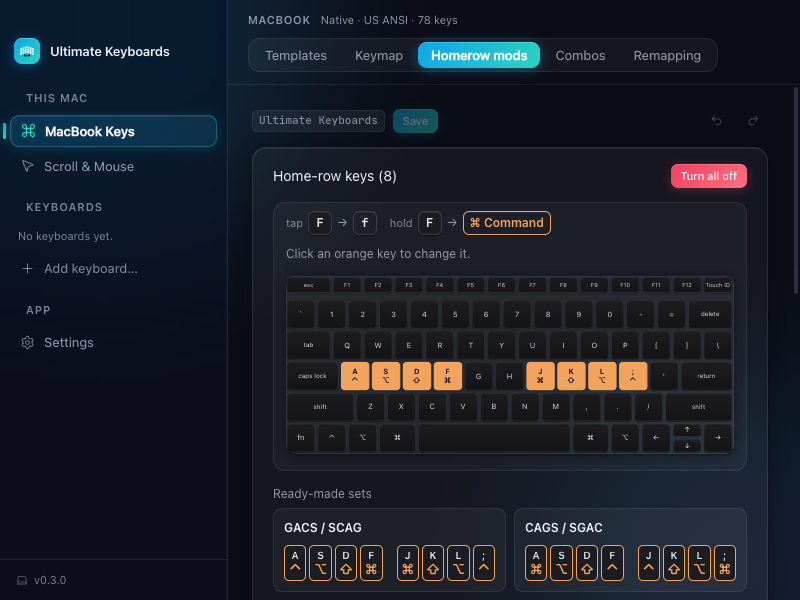 Ultimate Keyboards
THIS MAC
⌘ MacBook Keys
Scroll & Mouse
KEYBOARDS
No keyboards yet.
+ Add keyboard...
APP
Settings
v0.3.0
MACBOOK Native · US ANSI · 78 keys
Templates Keymap Homerow mods Combos Remapping
Ultimate Keyboards Save
Home-row keys (8) Turn all off
tap F → f hold F → ⌘ Command
Click an orange key to change it.
esc F1 F2 F3 F4 F5 F6 F7 F8 F9 F10 F11 F12 Touch ID
` 1 2 3 4 5 6 7 8 9 0 - = delete
tab Q W E R T Y U I O P [ ] \
caps lock A ⌃ S ⌥ D ⇧ F ⌘ G H J ⌘ K ⇧ L ⌥ ; ⌃ ' return
shift Z X C V B N M , . / shift
fn ⌃ ⌥ ⌘ ⌘ ⌥ ← ↑ ↓ →
Ready-made sets
GACS / SCAG
A S D F J K L ;
⌃ ⌥ ⇧ ⌘ ⌘ ⇧ ⌥ ⌃
CAGS / SGAC
A S D F J K L ;
⌘ ⌥ ⇧ ⌃ ⌃ ⇧ ⌥ ⌘